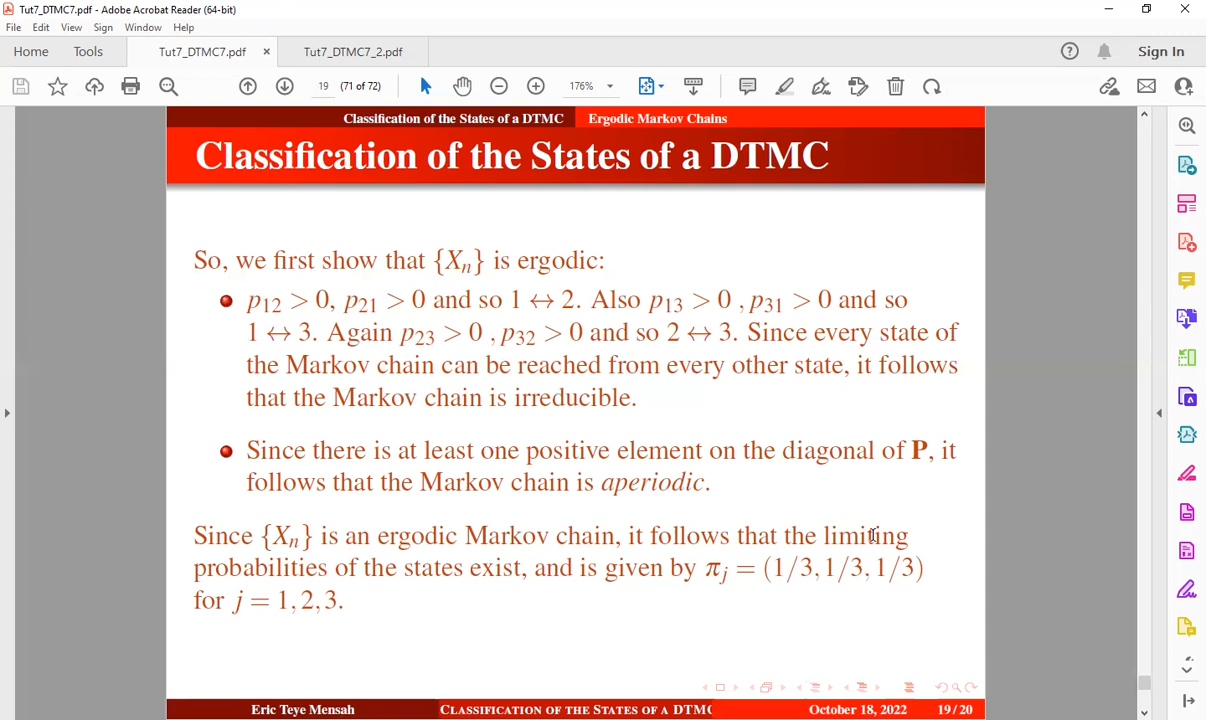 Tut7_DTMC7.pdf - Adobe Acrobat Reader (64-bit)
File Edit View Sign Window Help
Home Tools Tut7_DTMC7.pdf × Tut7_DTMC7_2.pdf Sign In
19 (71 of 72) 176%
Classification of the States of a DTMC Ergodic Markov Chains
Classification of the States of a DTMC
So, we first show that {Xₙ} is ergodic:
p₁₂ > 0, p₂₁ > 0 and so 1 ↔ 2. Also p₁₃ > 0 , p₃₁ > 0 and so
1 ↔ 3. Again p₂₃ > 0 , p₃₂ > 0 and so 2 ↔ 3. Since every state of
the Markov chain can be reached from every other state, it follows
that the Markov chain is irreducible.
Since there is at least one positive element on the diagonal of P, it
follows that the Markov chain is aperiodic.
Since {Xₙ} is an ergodic Markov chain, it follows that the limiting
probabilities of the states exist, and is given by πⱼ = (1/3, 1/3, 1/3)
for j = 1, 2, 3.
Eric Teye Mensah CLASSIFICATION OF THE STATES OF A DTMC October 18, 2022 19/20